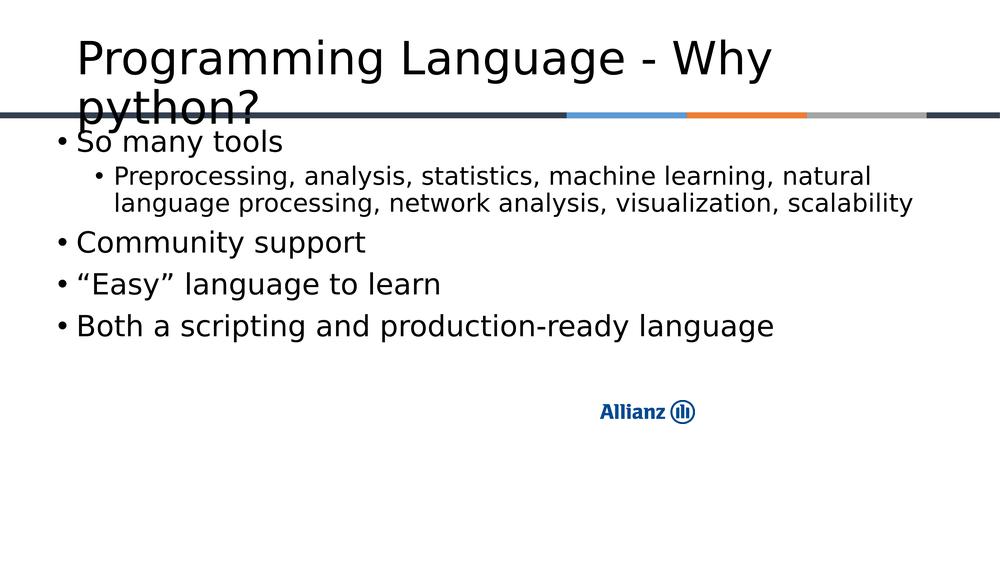 Programming Language - Why
python?
• So many tools
• Preprocessing, analysis, statistics, machine learning, natural
language processing, network analysis, visualization, scalability
• Community support
• “Easy” language to learn
• Both a scripting and production-ready language
Allianz